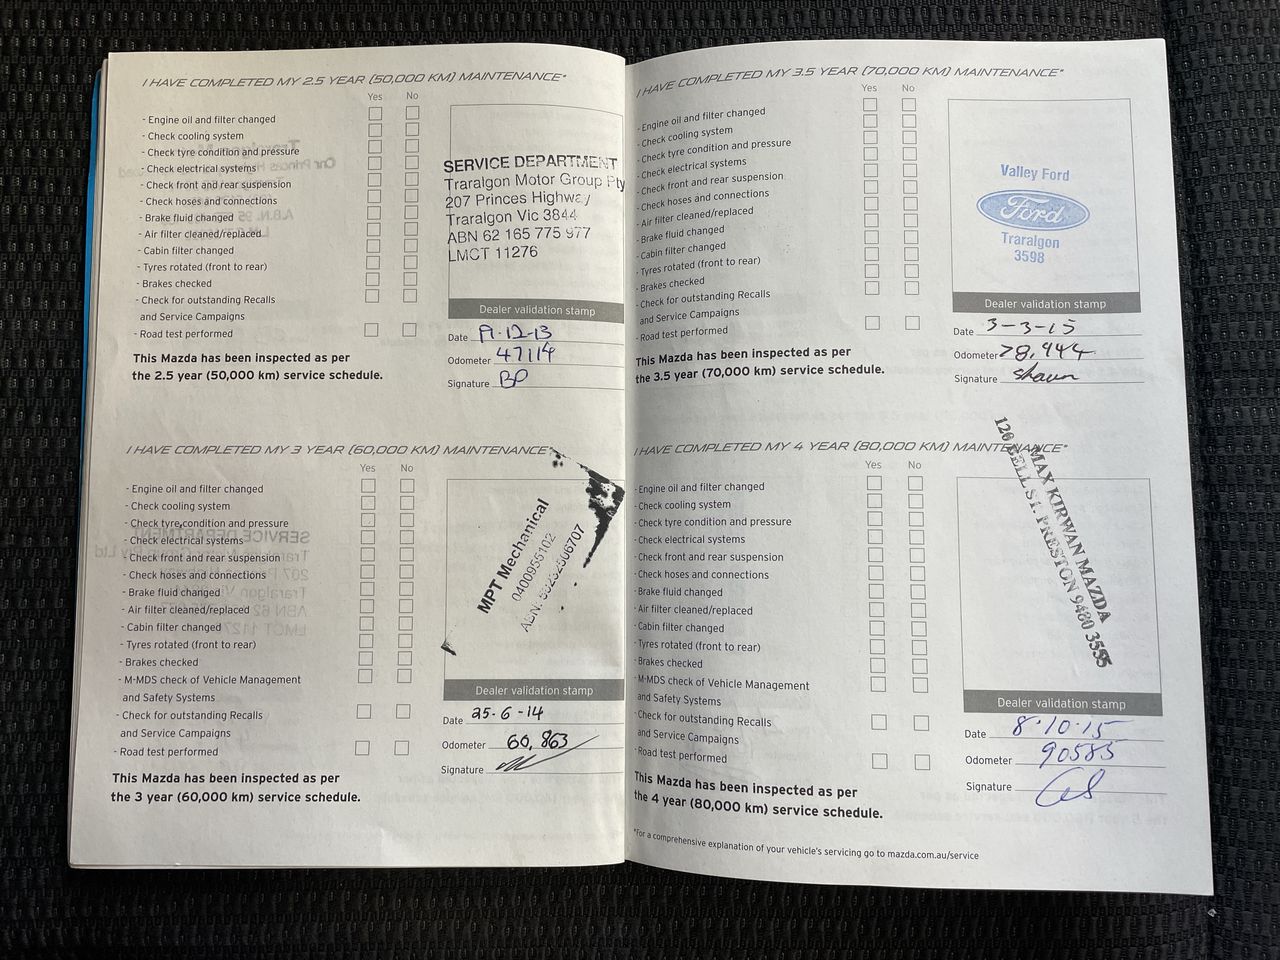 I HAVE COMPLETED MY 2.5 YEAR (50,000 KM) MAINTENANCE*
Yes No
- Engine oil and filter changed
- Check cooling system
- Check tyre condition and pressure
- Check electrical systems
- Check front and rear suspension
- Check hoses and connections
- Brake fluid changed
- Air filter cleaned/replaced
- Cabin filter changed
- Tyres rotated (front to rear)
- Brakes checked
- Check for outstanding Recalls
and Service Campaigns
- Road test performed
This Mazda has been inspected as per
the 2.5 year (50,000 km) service schedule.
SERVICE DEPARTMENT
Traralgon Motor Group Pty
207 Princes Highway
Traralgon Vic 3844
ABN 62 165 775 977
LMCT 11276
Dealer validation stamp
Date 19-12-13
Odometer 47114
Signature BP
I HAVE COMPLETED MY 3 YEAR (60,000 KM) MAINTENANCE*
Yes No
- Engine oil and filter changed
- Check cooling system
- Check tyre condition and pressure
- Check electrical systems
- Check front and rear suspension
- Check hoses and connections
- Brake fluid changed
- Air filter cleaned/replaced
- Cabin filter changed
- Tyres rotated (front to rear)
- Brakes checked
- M-MDS check of Vehicle Management
and Safety Systems
- Check for outstanding Recalls
and Service Campaigns
- Road test performed
This Mazda has been inspected as per
the 3 year (60,000 km) service schedule.
MPT Mechanical
0400955102
ABN:
Dealer validation stamp
Date 25-6-14
Odometer 60,863
Signature
I HAVE COMPLETED MY 3.5 YEAR (70,000 KM) MAINTENANCE*
Yes No
- Engine oil and filter changed
- Check cooling system
- Check tyre condition and pressure
- Check electrical systems
- Check front and rear suspension
- Check hoses and connections
- Air filter cleaned/replaced
- Brake fluid changed
- Cabin filter changed
- Tyres rotated (front to rear)
- Brakes checked
- Check for outstanding Recalls
and Service Campaigns
- Road test performed
This Mazda has been inspected as per
the 3.5 year (70,000 km) service schedule.
Valley Ford
Ford
Traralgon
3598
Dealer validation stamp
Date 3-3-15
Odometer 78,944
Signature Shaun
I HAVE COMPLETED MY 4 YEAR (80,000 KM) MAINTENANCE*
Yes No
- Engine oil and filter changed
- Check cooling system
- Check tyre condition and pressure
- Check electrical systems
- Check front and rear suspension
- Check hoses and connections
- Brake fluid changed
- Air filter cleaned/replaced
- Cabin filter changed
- Tyres rotated (front to rear)
- Brakes checked
- M-MDS check of Vehicle Management
and Safety Systems
- Check for outstanding Recalls
and Service Campaigns
- Road test performed
This Mazda has been inspected as per
the 4 year (80,000 km) service schedule.
MAX KIRWAN MAZDA
126 BELL ST. PRESTON 9480 3555
Dealer validation stamp
Date 8.10.15
Odometer 90585
Signature
*For a comprehensive explanation of your vehicle's servicing go to mazda.com.au/service